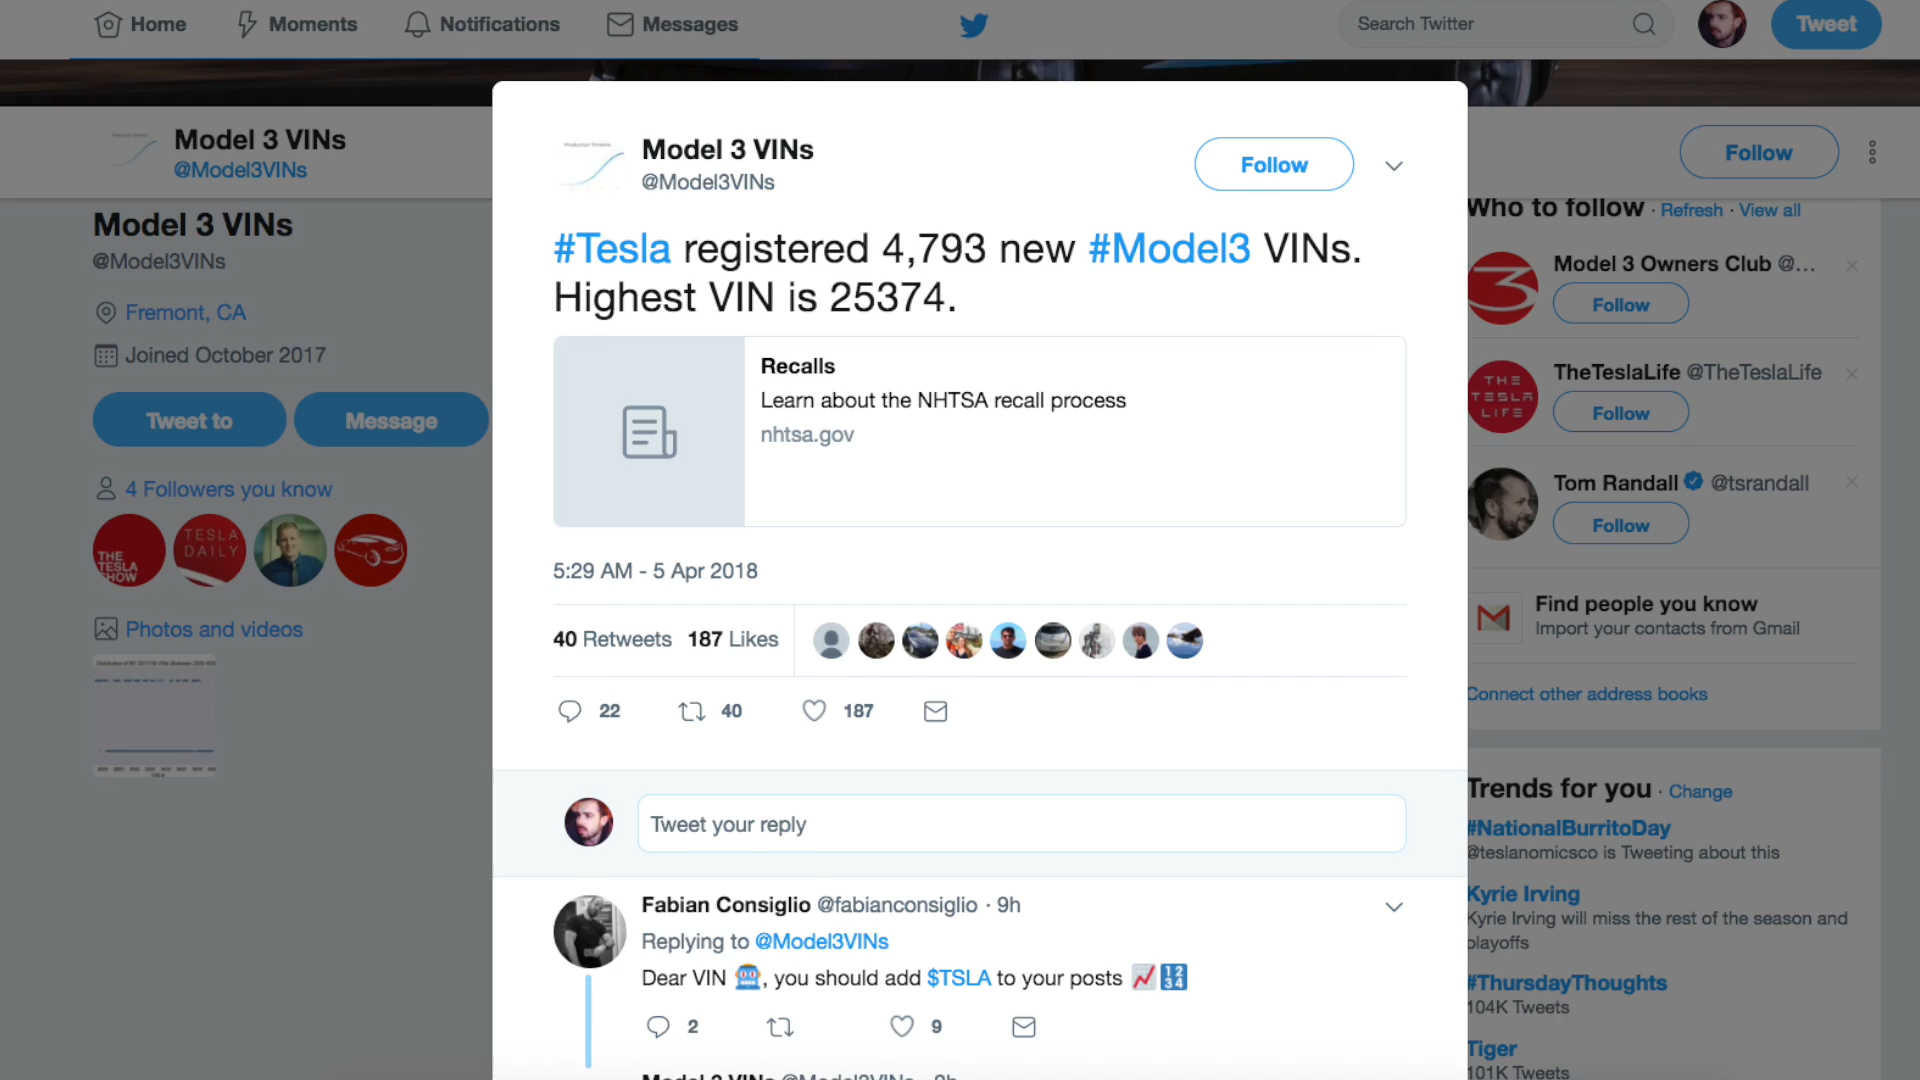 Home
Moments
Notifications
Messages
Search Twitter
Tweet
Model 3 VINs
@Model3VINs
Follow
Model 3 VINs
@Model3VINs
Fremont, CA
Joined October 2017
Tweet to
Message
4 Followers you know
THE TESLA SHOW
TESLA DAILY
Photos and videos
Model 3 VINs
@Model3VINs
Follow
#Tesla registered 4,793 new #Model3 VINs.
Highest VIN is 25374.
Recalls
Learn about the NHTSA recall process
nhtsa.gov
5:29 AM - 5 Apr 2018
40 Retweets 187 Likes
22 40 187
Tweet your reply
Fabian Consiglio @fabianconsiglio · 9h
Replying to @Model3VINs
Dear VIN 🤖, you should add $TSLA to your posts 📈🔢
2 9
Model 3 VINs @Model3VINs · 9h
Who to follow · Refresh · View all
Model 3 Owners Club @...
Follow
THE
TESLA
LIFE
TheTeslaLife @TheTeslaLife
Follow
Tom Randall @tsrandall
Follow
Find people you know
Import your contacts from Gmail
Connect other address books
Trends for you · Change
#NationalBurritoDay
@teslanomicsco is Tweeting about this
Kyrie Irving
Kyrie Irving will miss the rest of the season and
playoffs
#ThursdayThoughts
104K Tweets
Tiger
101K Tweets